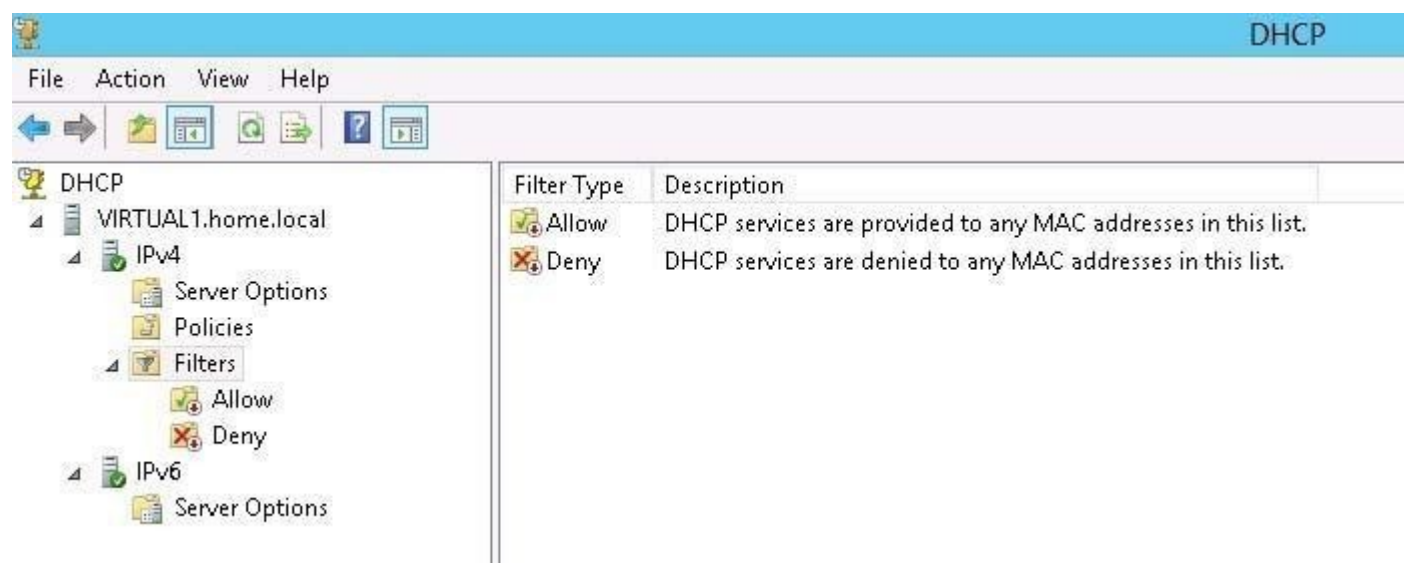 DHCP
File Action View Help
DHCP
VIRTUAL1.home.local
IPv4
Server Options
Policies
Filters
Allow
Deny
IPv6
Server Options
Filter Type Description
Allow DHCP services are provided to any MAC addresses in this list.
Deny DHCP services are denied to any MAC addresses in this list.